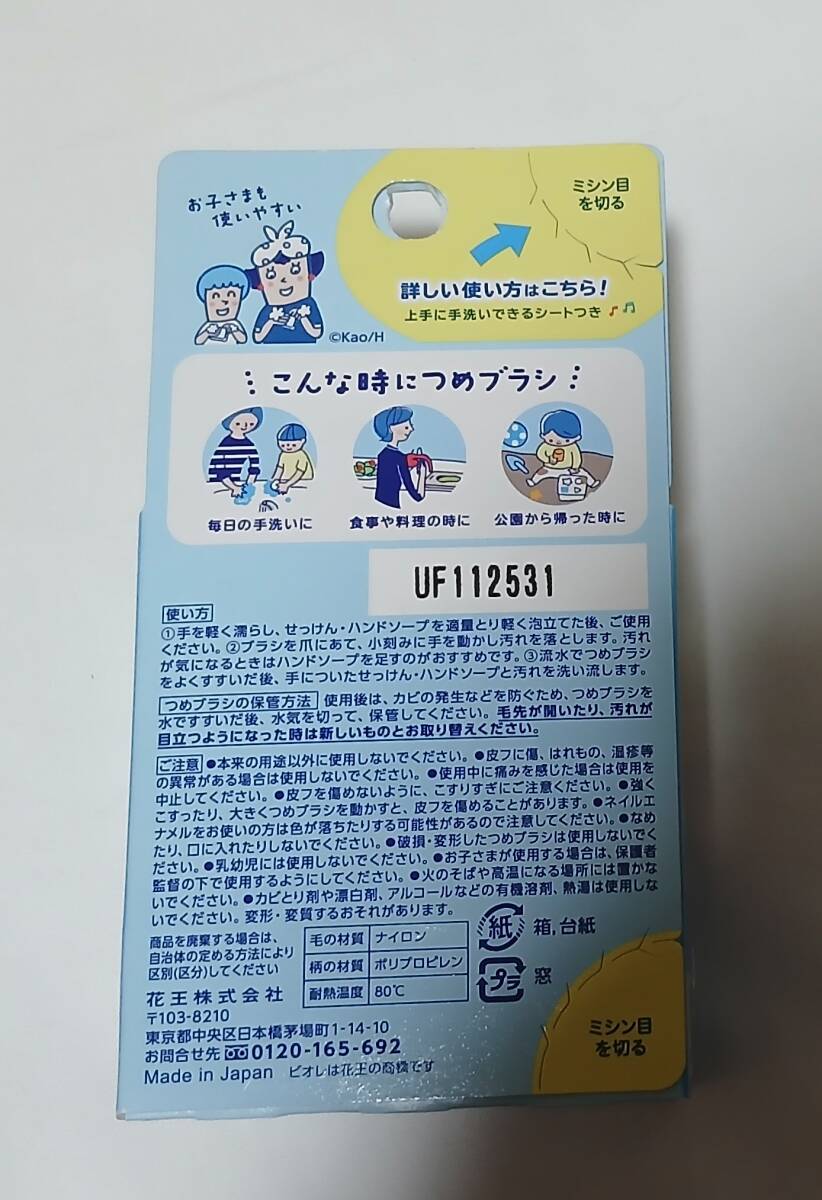 お子さまも
使いやすい
ミシン目
を切る
詳しい使い方はこちら!
上手に手洗いできるシートつき♪♫
©Kao/H
こんな時につめブラシ
毎日の手洗いに
食事や料理の時に
公園から帰った時に
UF112531
使い方
①手を軽く濡らし、せっけん・ハンドソープを適量とり軽く泡立てた後、ご使用
ください。②ブラシを爪にあて、小刻みに手を動かし汚れを落とします。汚れ
が気になるときはハンドソープを足すのがおすすめです。③流水でつめブラシ
をよくすすいだ後、手についたせっけん・ハンドソープと汚れを洗い流します。
つめブラシの保管方法 使用後は、カビの発生などを防ぐため、つめブラシを
水ですすいだ後、水気を切って、保管してください。毛先が開いたり、汚れが
目立つようになった時は新しいものとお取り替えください。
ご注意 ●本来の用途以外に使用しないでください。●皮フに傷、はれもの、湿疹等
の異常がある場合は使用しないでください。●使用中に痛みを感じた場合は使用を
中止してください。●皮フを傷めないように、こすりすぎにご注意ください。●強く
こすったり、大きくつめブラシを動かすと、皮フを傷めることがあります。●ネイルエ
ナメルをお使いの方は色が落ちたりする可能性があるので注意してください。●なめ
たり、口に入れたりしないでください。●破損・変形したつめブラシは使用しないでく
ださい。●乳幼児には使用しないでください。●お子さまが使用する場合は、保護者
監督の下で使用するようにしてください。●火のそばや高温になる場所には置かな
いでください。●カビとり剤や漂白剤、アルコールなどの有機溶剤、熱湯は使用しな
いでください。変形・変質するおそれがあります。
商品を廃棄する場合は、
自治体の定める方法により
区別(区分)してください
毛の材質 ナイロン
柄の材質 ポリプロピレン
耐熱温度 80℃
紙 箱,台紙
プラ 窓
花王株式会社
〒103-8210
東京都中央区日本橋茅場町1-14-10
お問合せ先 0120-165-692
Made in Japan ビオレは花王の商標です
ミシン目
を切る